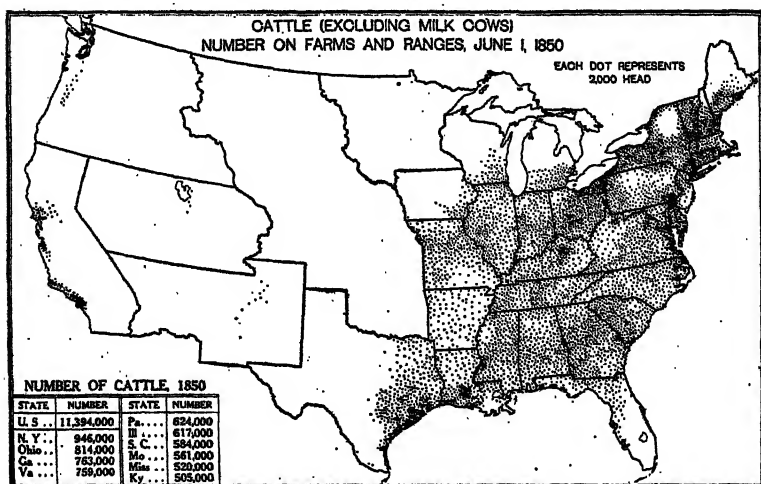 CATTLE (EXCLUDING MILK COWS)
NUMBER ON FARMS AND RANGES, JUNE 1, 1850
EACH DOT REPRESENTS
2,000 HEAD
NUMBER OF CATTLE, 1850
STATE NUMBER STATE NUMBER
U. S .. 11,394,000 Pa.... 624,000
Ill .... 617,000
N. Y... 946,000 S. C... 584,000
Ohio.. 814,000 Mo ... 561,000
Ga ... 763,000 Miss ... 520,000
Va ... 759,000 Ky ... 505,000